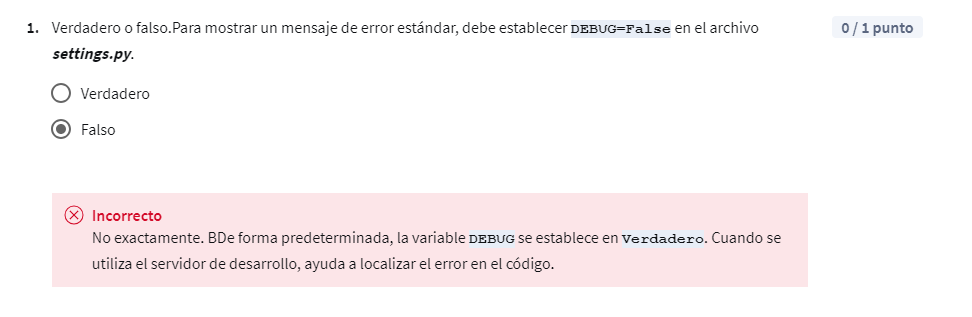 1. Verdadero o falso.Para mostrar un mensaje de error estándar, debe establecer DEBUG=False en el archivo
0 / 1 punto
settings.py.
Verdadero
Falso
Incorrecto
No exactamente. BDe forma predeterminada, la variable DEBUG se establece en Verdadero. Cuando se
utiliza el servidor de desarrollo, ayuda a localizar el error en el código.